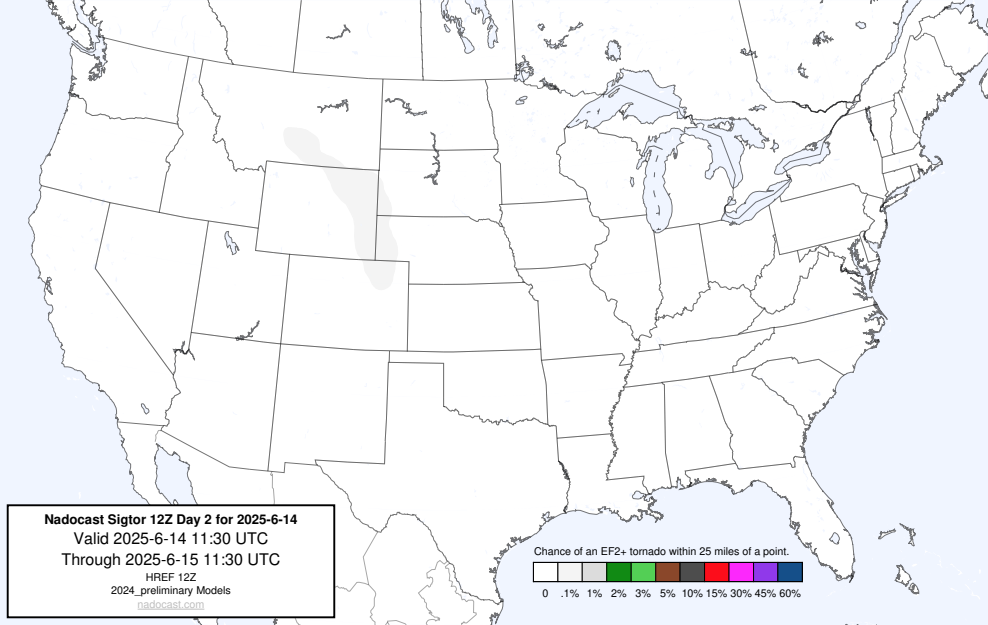 Nadocast Sigtor 12Z Day 2 for 2025-6-14
Valid 2025-6-14 11:30 UTC
Through 2025-6-15 11:30 UTC
HREF 12Z
2024_preliminary Models
nadocast.com
Chance of an EF2+ tornado within 25 miles of a point.
0 .1% 1% 2% 3% 5% 10% 15% 30% 45% 60%